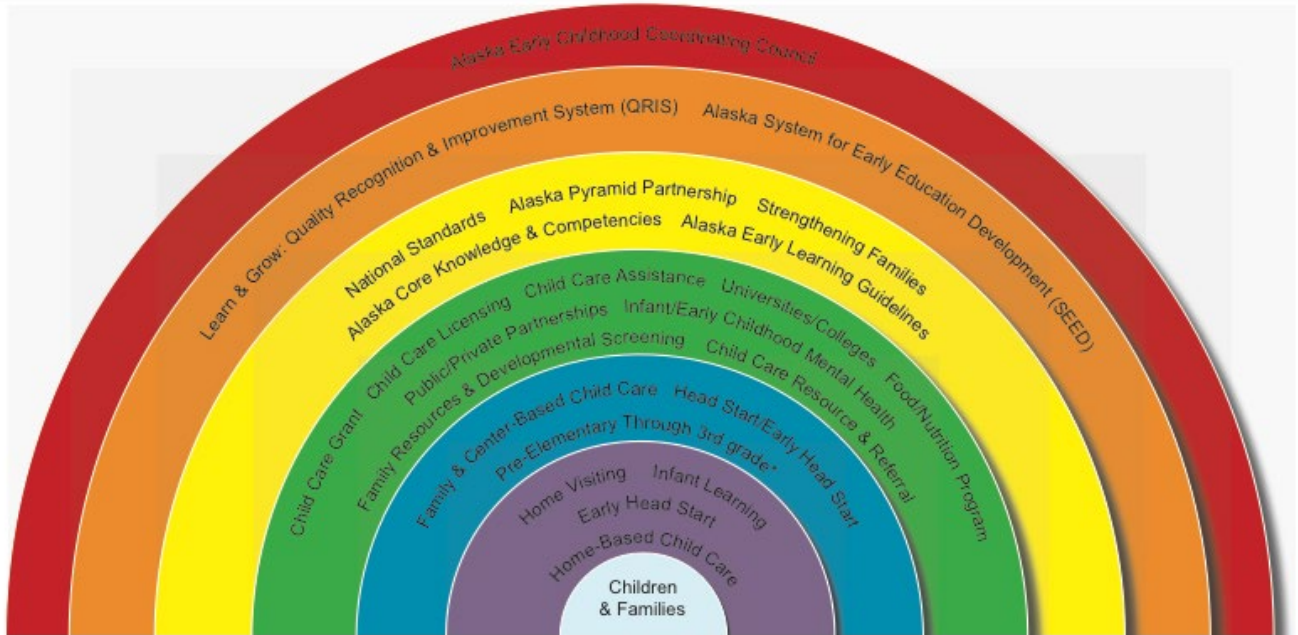 Alaska Early Childhood Coordinating Council
Learn & Grow: Quality Recognition & Improvement System (QRIS) Alaska System for Early Education Development (SEED)
National Standards Alaska Pyramid Partnership Strengthening Families
Alaska Core Knowledge & Competencies Alaska Early Learning Guidelines
Child Care Grant Child Care Licensing Child Care Assistance Universities/Colleges Food/Nutrition Program
Public/Private Partnerships Infant/Early Childhood Mental Health
Family Resources & Developmental Screening Child Care Resource & Referral
Family & Center-Based Child Care Head Start/Early Head Start
Pre-Elementary Through 3rd grade*
Home Visiting Infant Learning
Early Head Start
Home-Based Child Care
Children
& Families